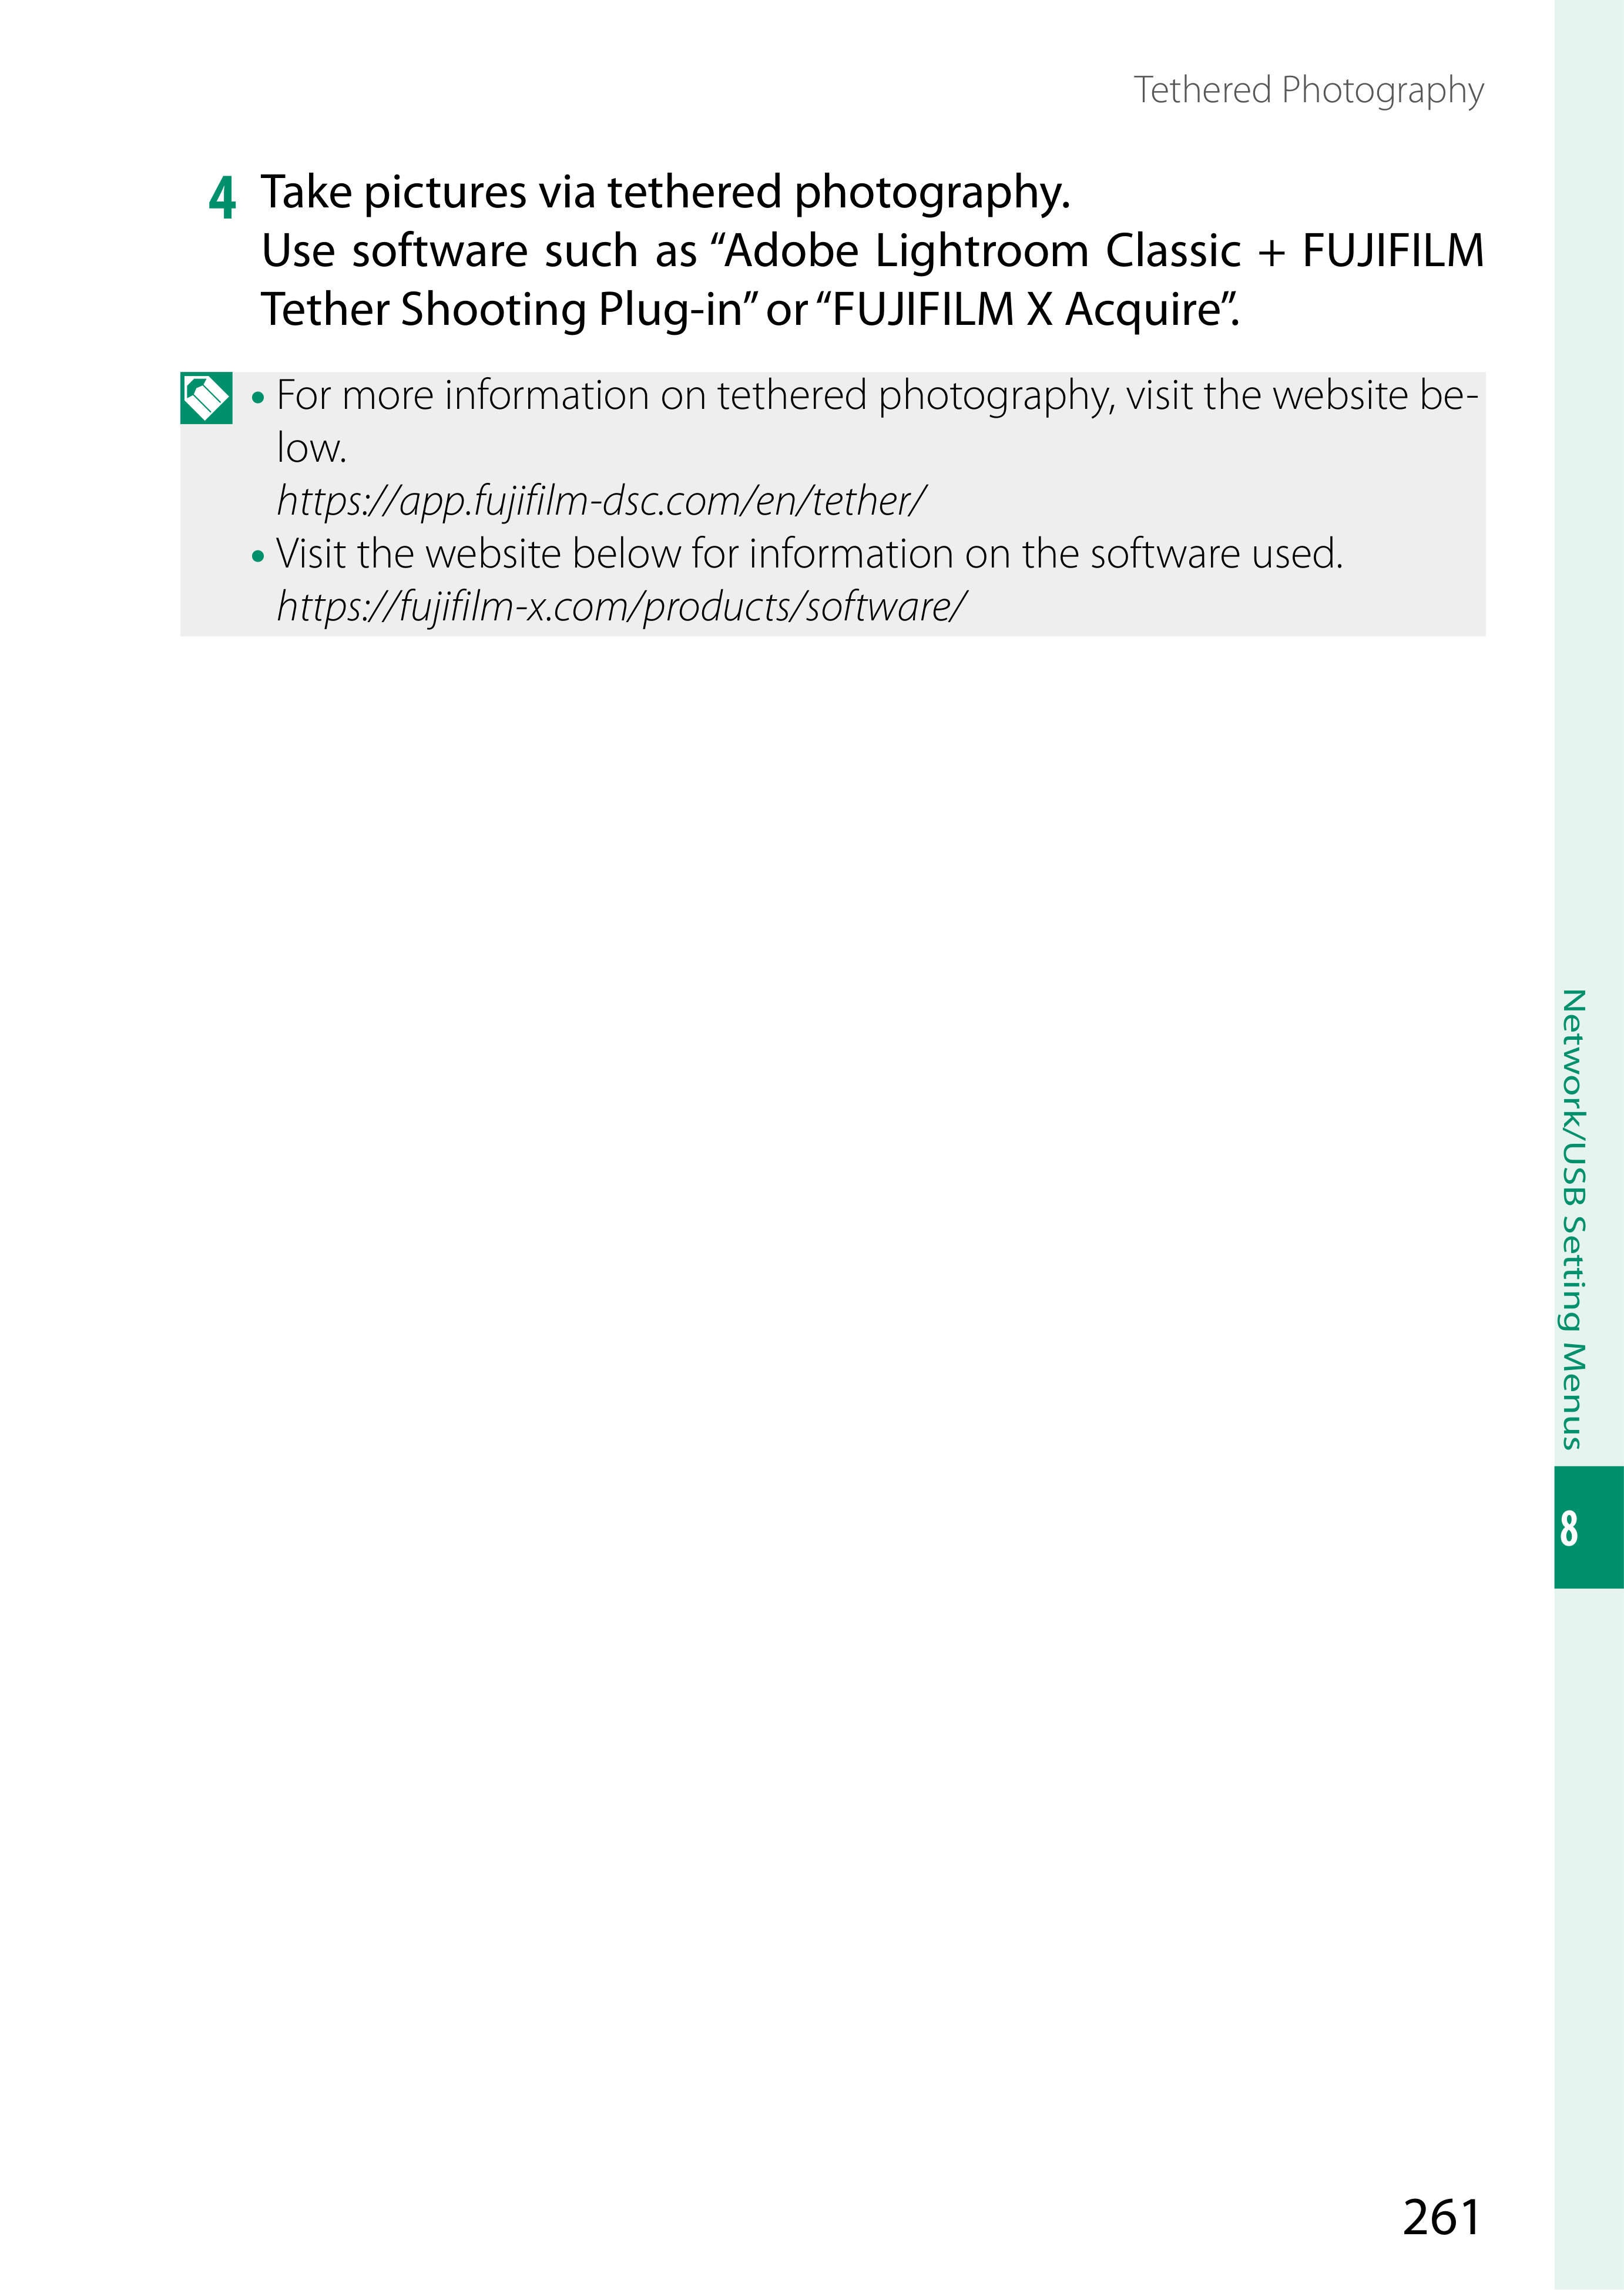 Tethered Photography
4 Take pictures via tethered photography.
Use software such as “Adobe Lightroom Classic + FUJIFILM
Tether Shooting Plug-in” or “FUJIFILM X Acquire”.
• For more information on tethered photography, visit the website be-
low.
https://app.fujifilm-dsc.com/en/tether/
• Visit the website below for information on the software used.
https://fujifilm-x.com/products/software/
Network/USB Setting Menus
8
261